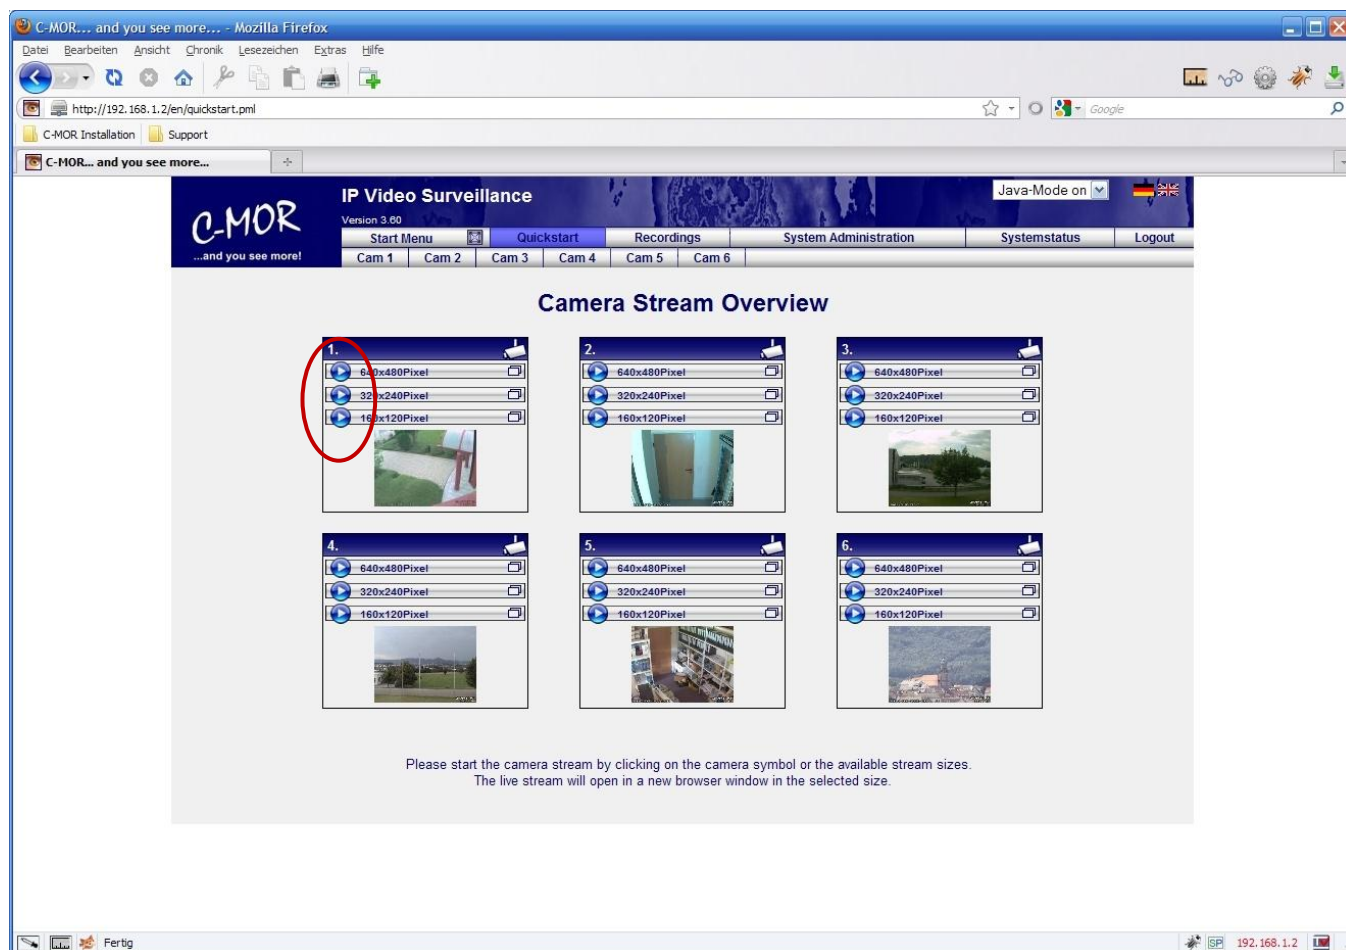 C-MOR... and you see more... - Mozilla Firefox
Datei Bearbeiten Ansicht Chronik Lesezeichen Extras Hilfe
http://192.168.1.2/en/quickstart.pml
Google
C-MOR Installation Support
C-MOR... and you see more...
C-MOR
...and you see more!
IP Video Surveillance
Version 3.60
Java-Mode on
Start Menu Quickstart Recordings System Administration Systemstatus Logout
Cam 1 Cam 2 Cam 3 Cam 4 Cam 5 Cam 6
Camera Stream Overview
1. 2. 3.
640x480Pixel 640x480Pixel 640x480Pixel
320x240Pixel 320x240Pixel 320x240Pixel
160x120Pixel 160x120Pixel 160x120Pixel
4. 5. 6.
640x480Pixel 640x480Pixel 640x480Pixel
320x240Pixel 320x240Pixel 320x240Pixel
160x120Pixel 160x120Pixel 160x120Pixel
Please start the camera stream by clicking on the camera symbol or the available stream sizes.
The live stream will open in a new browser window in the selected size.
Fertig SP 192.168.1.2